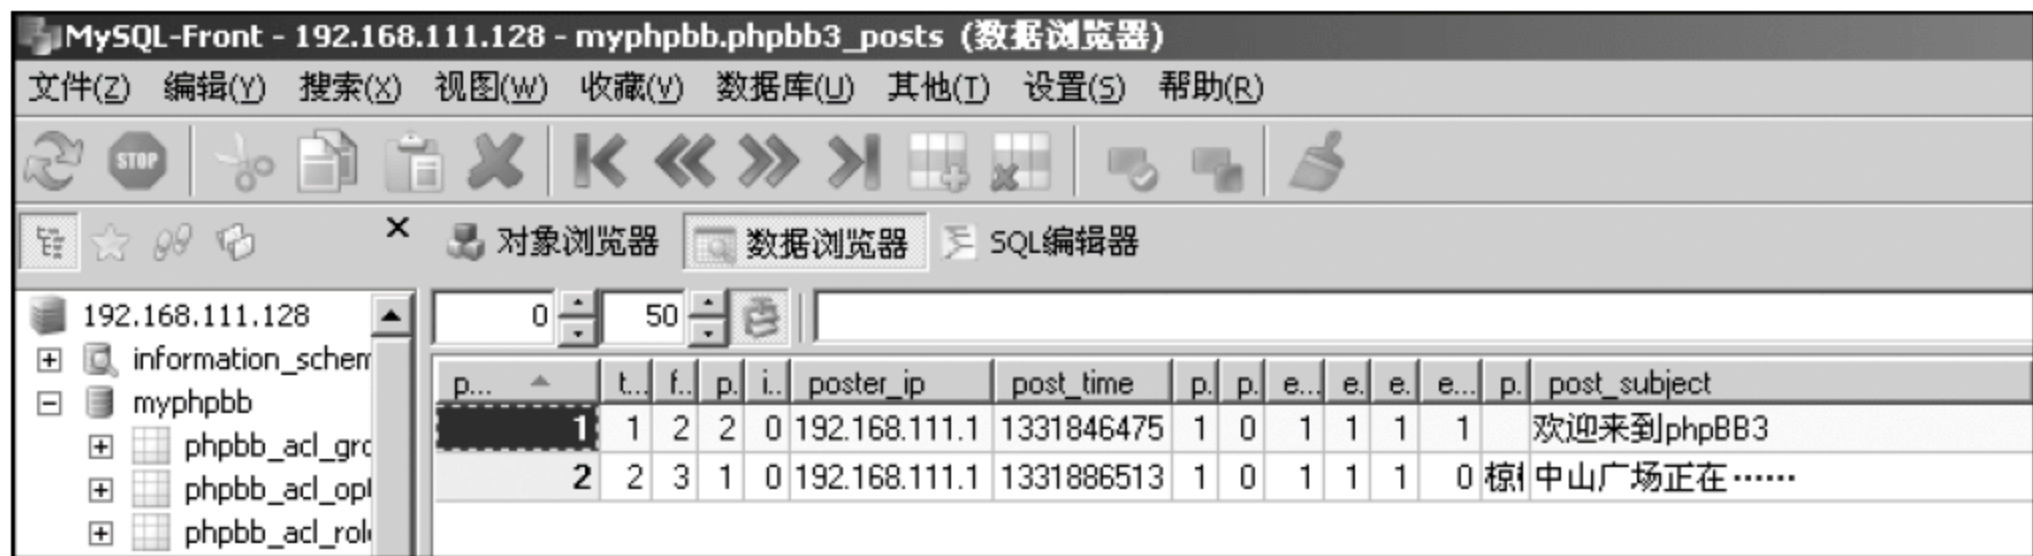 MySQL-Front - 192.168.111.128 - myphpbb.phpbb3_posts (数据浏览器)
文件(Z) 编辑(Y) 搜索(X) 视图(W) 收藏(V) 数据库(U) 其他(T) 设置(S) 帮助(R)
STOP
对象浏览器 数据浏览器 SQL编辑器
192.168.111.128 0 50
information_schem
p... t... f.. p. i.. poster_ip post_time p. p. e... e. e. e... p. post_subject
myphpbb
1 1 2 2 0 192.168.111.1 1331846475 1 0 1 1 1 1 欢迎来到phpBB3
phpbb_acl_grc
2 2 3 1 0 192.168.111.1 1331886513 1 0 1 1 1 0 中山广场正在……
phpbb_acl_opt
phpbb_acl_rol